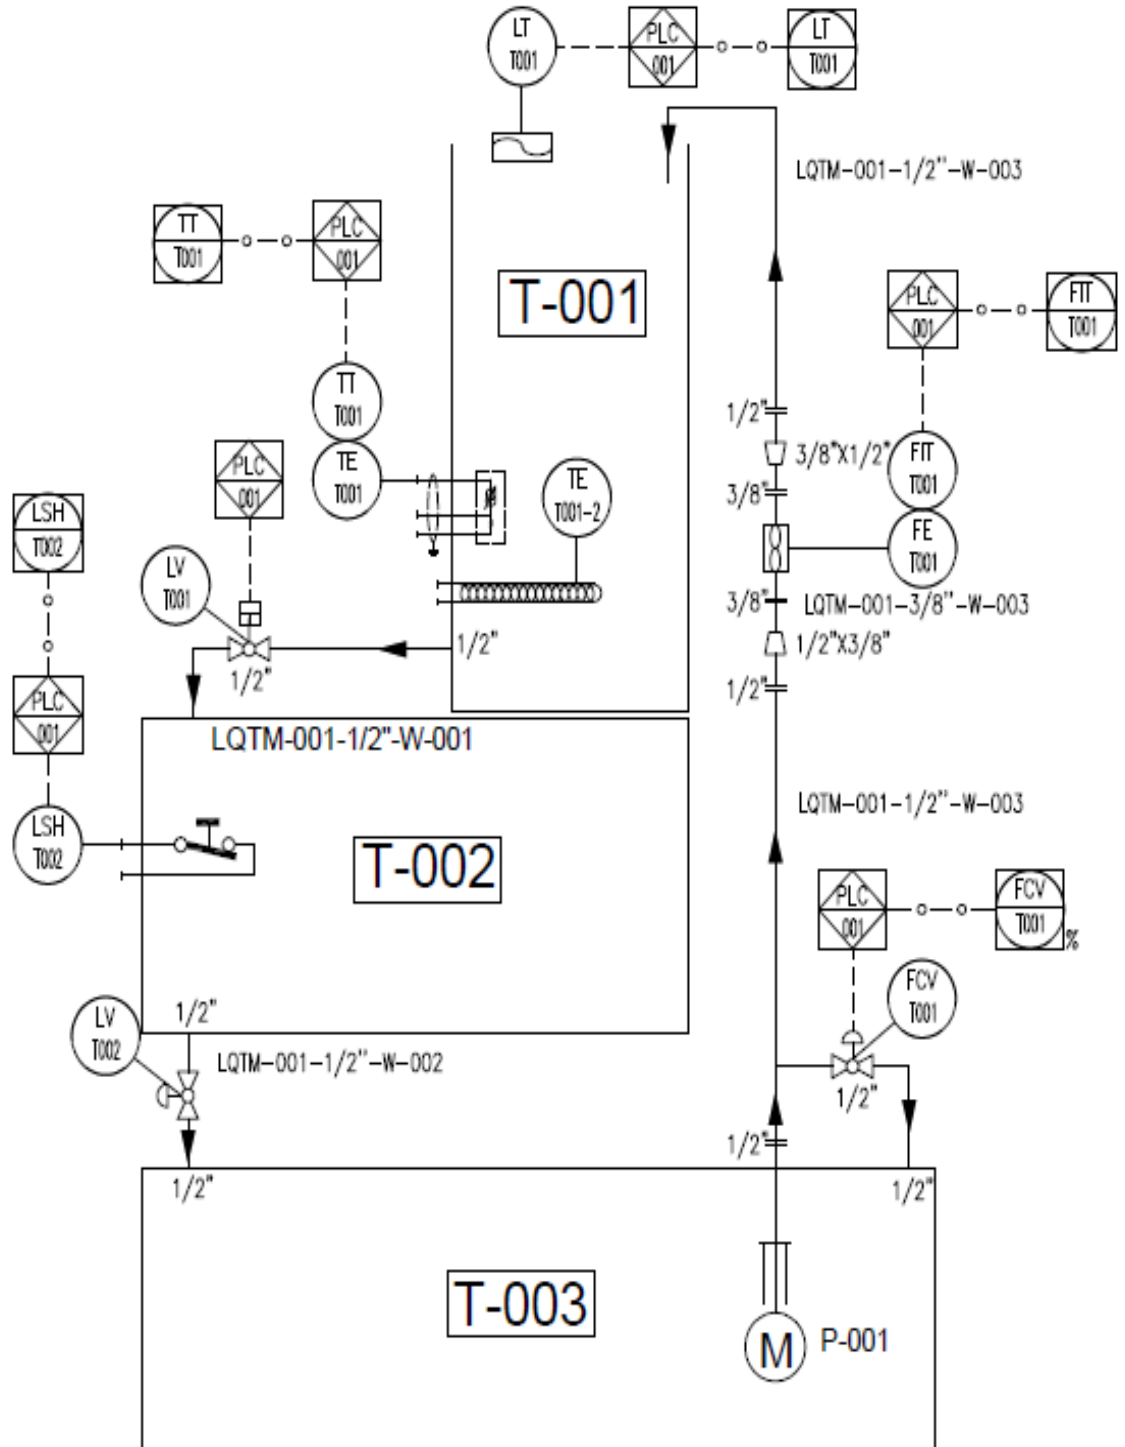 LT
T001
PLC
001
LT
T001
LQTM-001-1/2''-W-003
TT
T001
PLC
001
T-001
PLC
001
FIT
T001
TT
T001
1/2"
3/8"X1/2"
FIT
T001
PLC
001
TE
T001
TE
T001-2
3/8"
LSH
T002
FE
T001
LV
T001
3/8"
LQTM-001-3/8''-W-003
1/2"
1/2"X3/8"
1/2"
1/2"
PLC
001
LQTM-001-1/2"-W-001
LQTM-001-1/2''-W-003
LSH
T002
T-002
PLC
001
FCV
T001
%
FCV
T001
LV
T002
1/2"
LQTM-001-1/2''-W-002
1/2"
1/2"
1/2"
1/2"
T-003
M
P-001